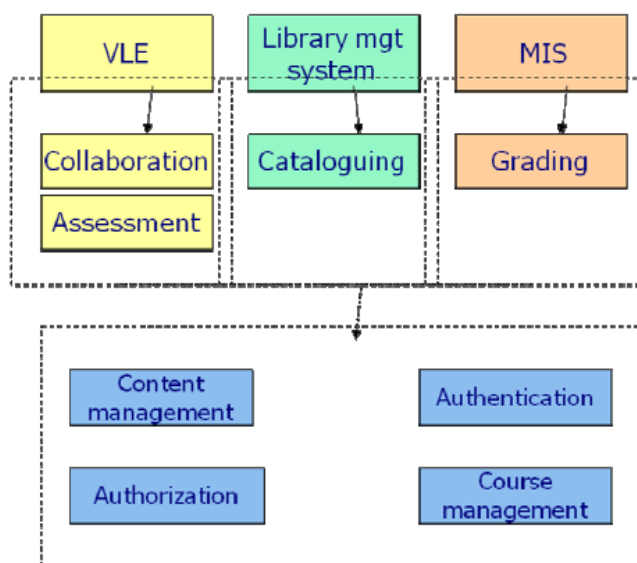 VLE
Library mgt
system
MIS
Collaboration
Cataloguing
Grading
Assessment
Content
management
Authentication
Authorization
Course
management